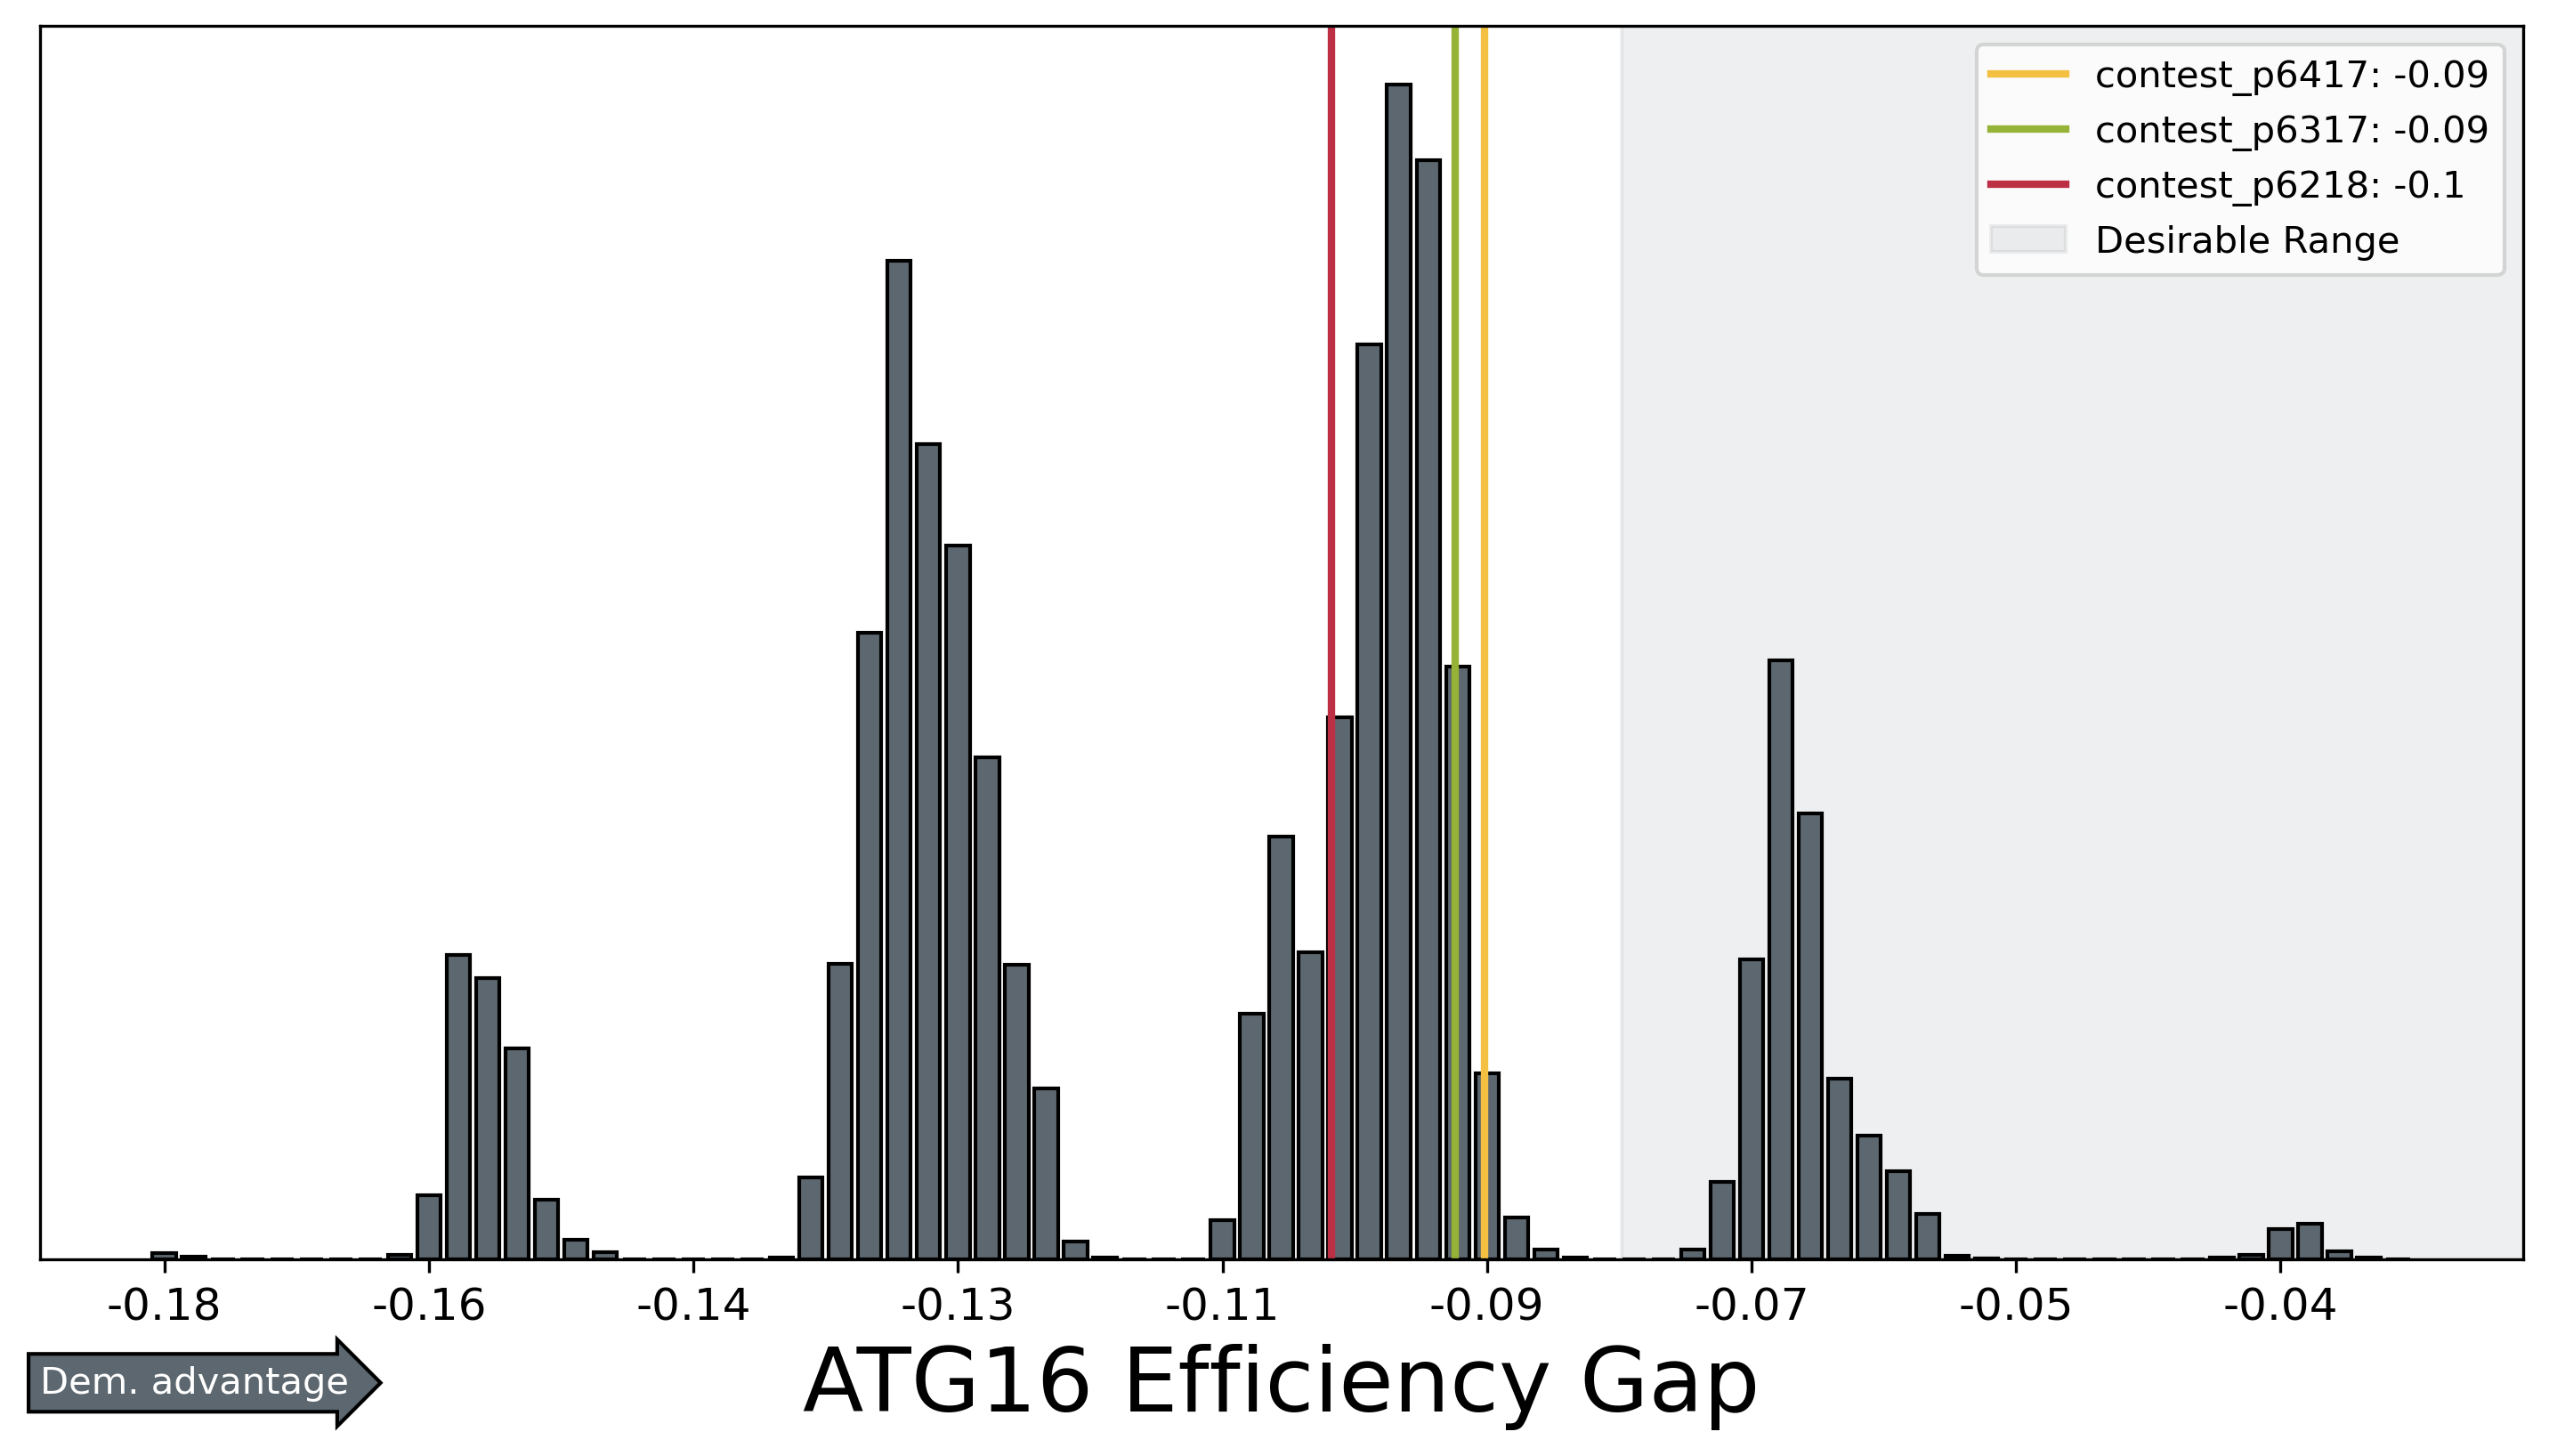 contest_p6417: -0.09
contest_p6317: -0.09
contest_p6218: -0.1
Desirable Range
-0.18 -0.16 -0.14 -0.13 -0.11 -0.09 -0.07 -0.05 -0.04
Dem. advantage
ATG16 Efficiency Gap